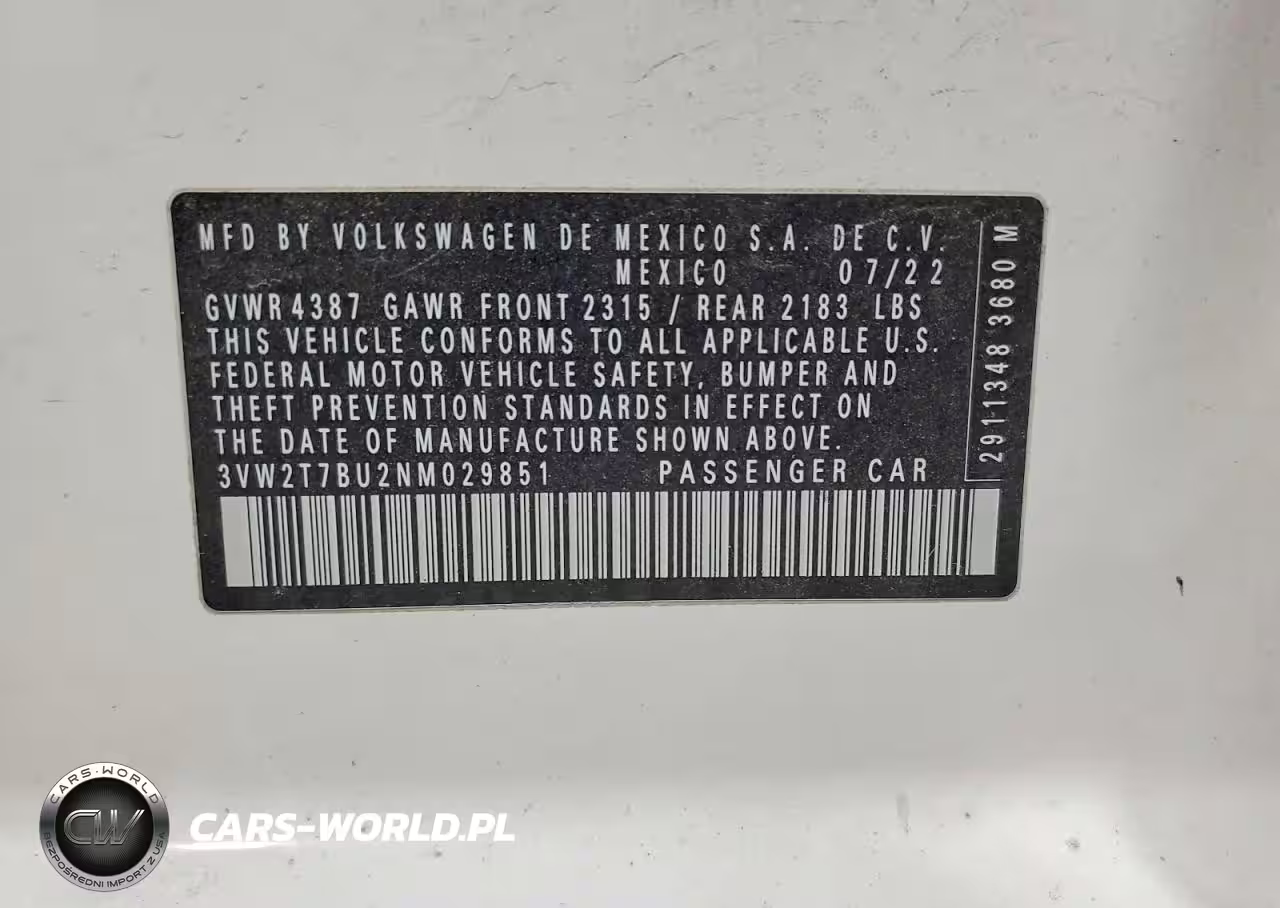 MFD BY VOLKSWAGEN DE MEXICO S.A. DE C.V.
MEXICO 07/22
GVWR 4387 GAWR FRONT 2315 / REAR 2183 LBS
THIS VEHICLE CONFORMS TO ALL APPLICABLE U.S.
FEDERAL MOTOR VEHICLE SAFETY, BUMPER AND
THEFT PREVENTION STANDARDS IN EFFECT ON
THE DATE OF MANUFACTURE SHOWN ABOVE.
3VW2T7BU2NM029851 PASSENGER CAR
2911348 3680 M
CARS-WORLD
CW
BEZPOŚREDNI IMPORT Z USA
CARS-WORLD.PL